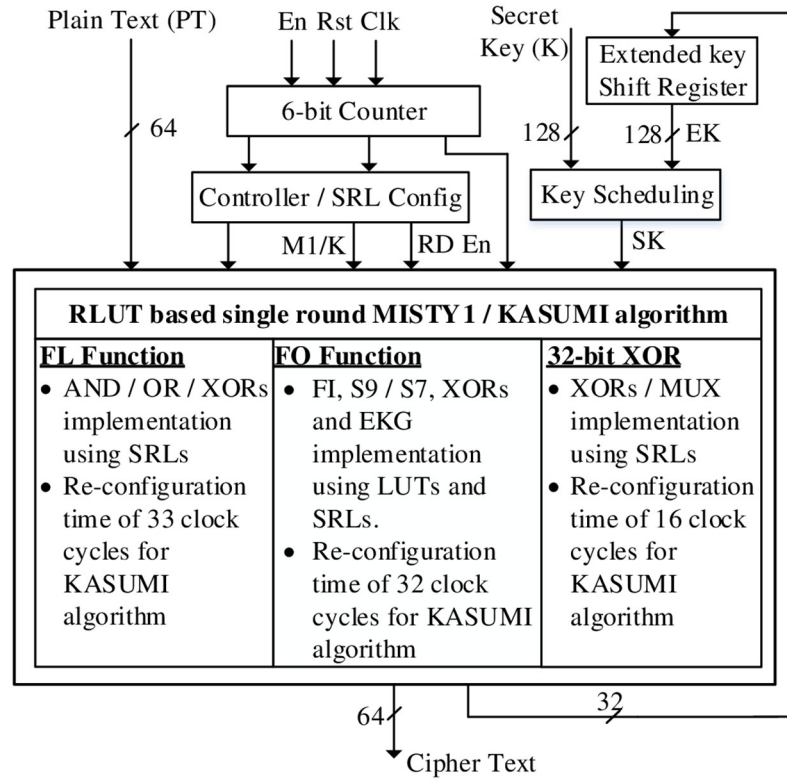 Plain Text (PT)
En Rst Clk
Secret
Key (K)
Extended key
Shift Register
64
6-bit Counter
128
128
EK
Controller / SRL Config
Key Scheduling
M1/K
RD En
SK
RLUT based single round MISTY1 / KASUMI algorithm
FL Function
• AND / OR / XORs
implementation
using SRLs
• Re-configuration
time of 33 clock
cycles for
KASUMI
algorithm
FO Function
• FI, S9 / S7, XORs
and EKG
implementation
using LUTs and
SRLs.
• Re-configuration
time of 32 clock
cycles for KASUMI
algorithm
32-bit XOR
• XORs / MUX
implementation
using SRLs
• Re-configuration
time of 16 clock
cycles for
KASUMI
algorithm
64
32
Cipher Text